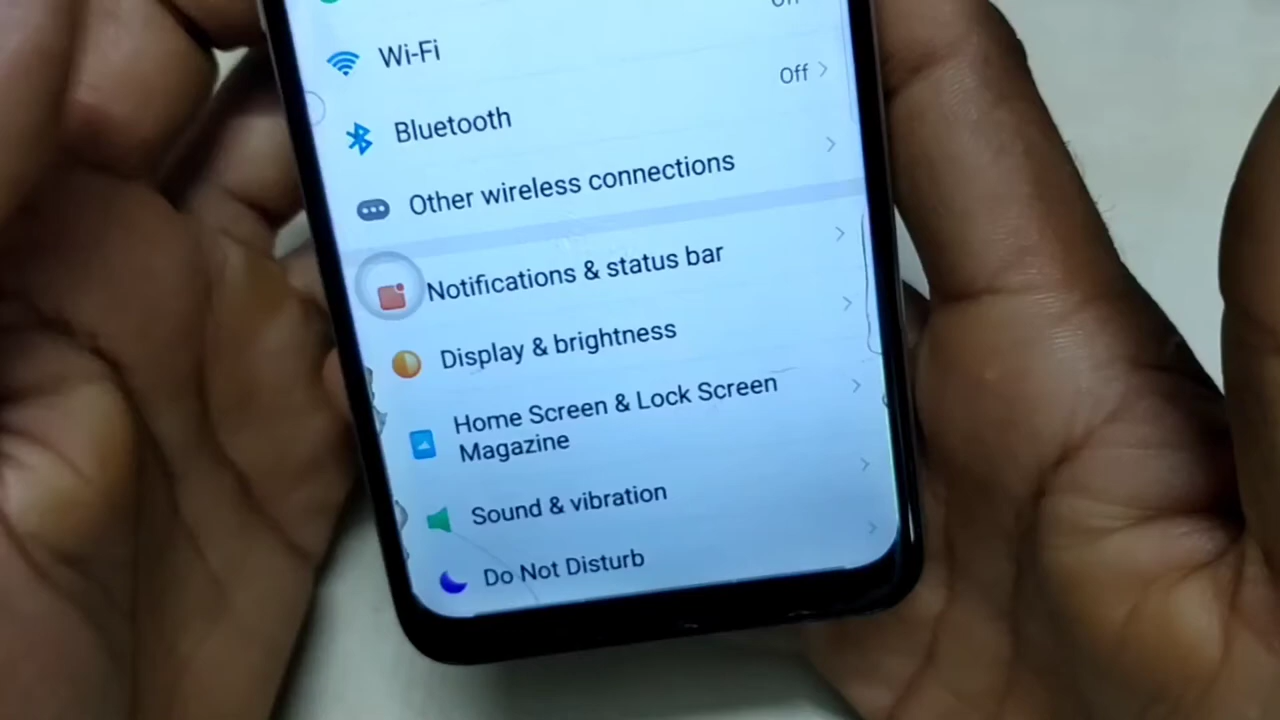 Wi-Fi
Bluetooth
Off
Other wireless connections
Notifications & status bar
Display & brightness
Home Screen & Lock Screen
Magazine
Sound & vibration
Do Not Disturb